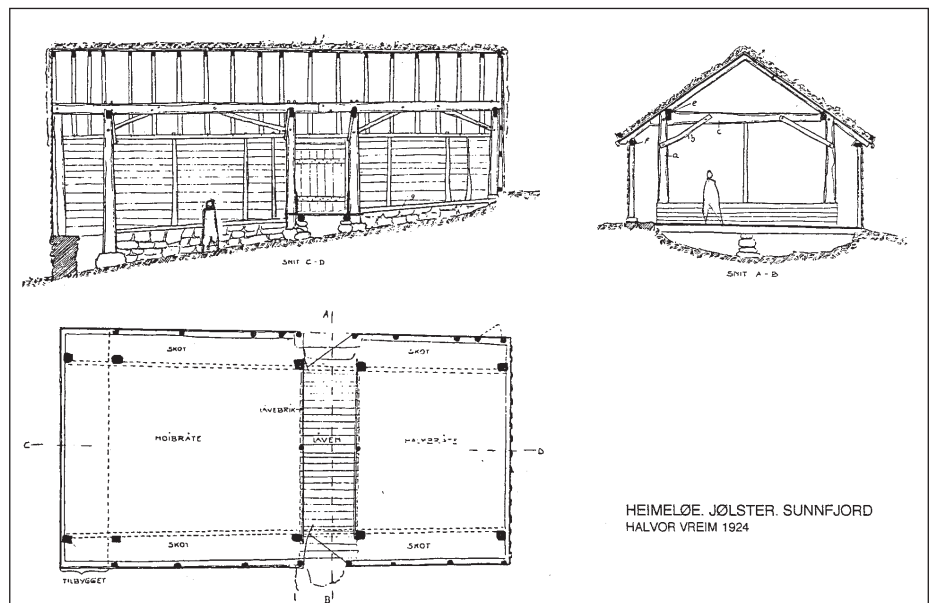 SNIT C-D
e
c
b
a
f
SNIT A-B
A
SKOT
SKOT
LÅVEBRIK
C
HØIBRÅTE
LÅVEN
D
SKOT
SKOT
TILBYGGET
B
HEIMELØE. JØLSTER. SUNNFJORD
HALVOR VREIM 1924